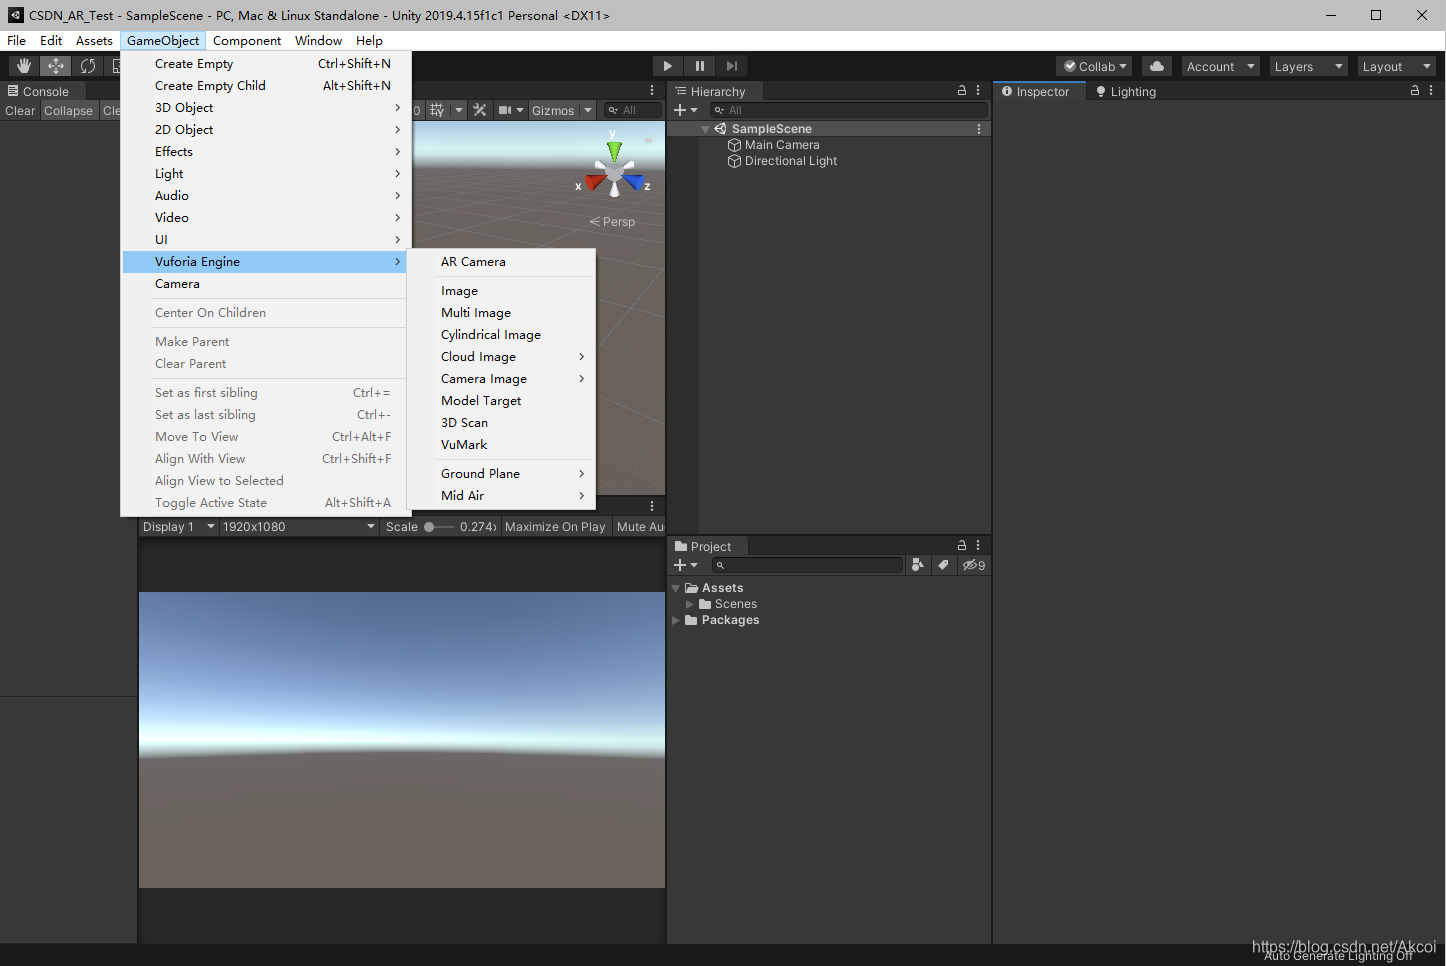 CSDN_AR_Test - SampleScene - PC, Mac & Linux Standalone - Unity 2019.4.15f1c1 Personal <DX11>
File Edit Assets GameObject Component Window Help
Collab Account Layers Layout
Console
Clear Collapse Cle
Create Empty Ctrl+Shift+N
Create Empty Child Alt+Shift+N
3D Object
2D Object
Effects
Light
Audio
Video
UI
Vuforia Engine
Camera
Center On Children
Make Parent
Clear Parent
Set as first sibling Ctrl+=
Set as last sibling Ctrl+-
Move To View Ctrl+Alt+F
Align With View Ctrl+Shift+F
Align View to Selected
Toggle Active State Alt+Shift+A
AR Camera
Image
Multi Image
Cylindrical Image
Cloud Image
Camera Image
Model Target
3D Scan
VuMark
Ground Plane
Mid Air
0 Gizmos All
y
x z
Persp
Display 1 1920x1080 Scale 0.274x Maximize On Play Mute Au
Hierarchy
All
SampleScene
Main Camera
Directional Light
Project
9
Assets
Scenes
Packages
Inspector Lighting
https://blog.csdn.net/Akcoi
Auto Generate Lighting Off